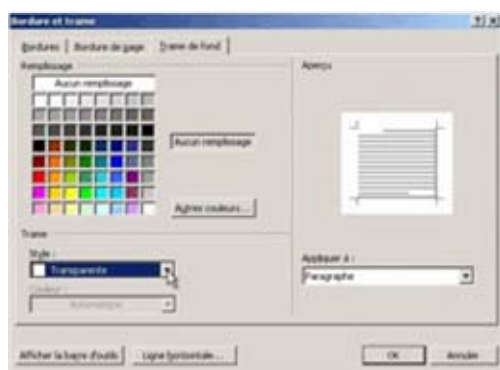 Bordure et trame
Bordures Bordure de page Trame de fond
Remplissage Aperçu
Aucun remplissage
Aucun remplissage
Autres couleurs...
Trame
Style :
Transparente
Appliquer à :
Paragraphe
Couleur :
Automatique
Afficher la barre d'outils Ligne horizontale... OK Annuler